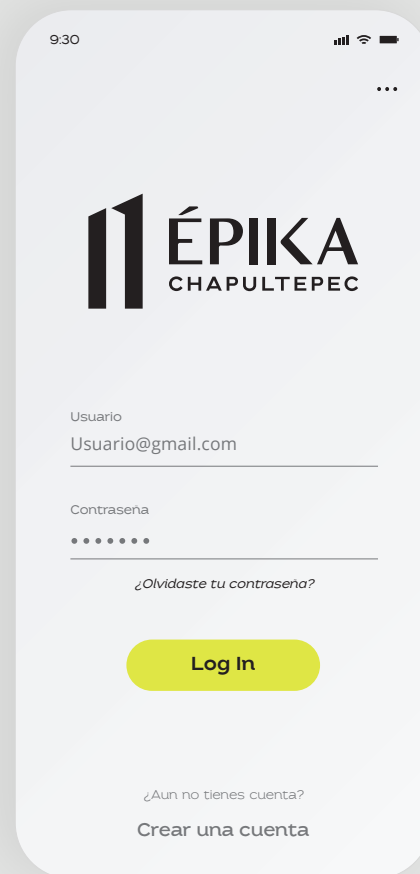 9:30
ÉPIKA
CHAPULTEPEC
Usuario
Usuario@gmail.com
Contraseña
¿Olvidaste tu contraseña?
Log In
¿Aun no tienes cuenta?
Crear una cuenta